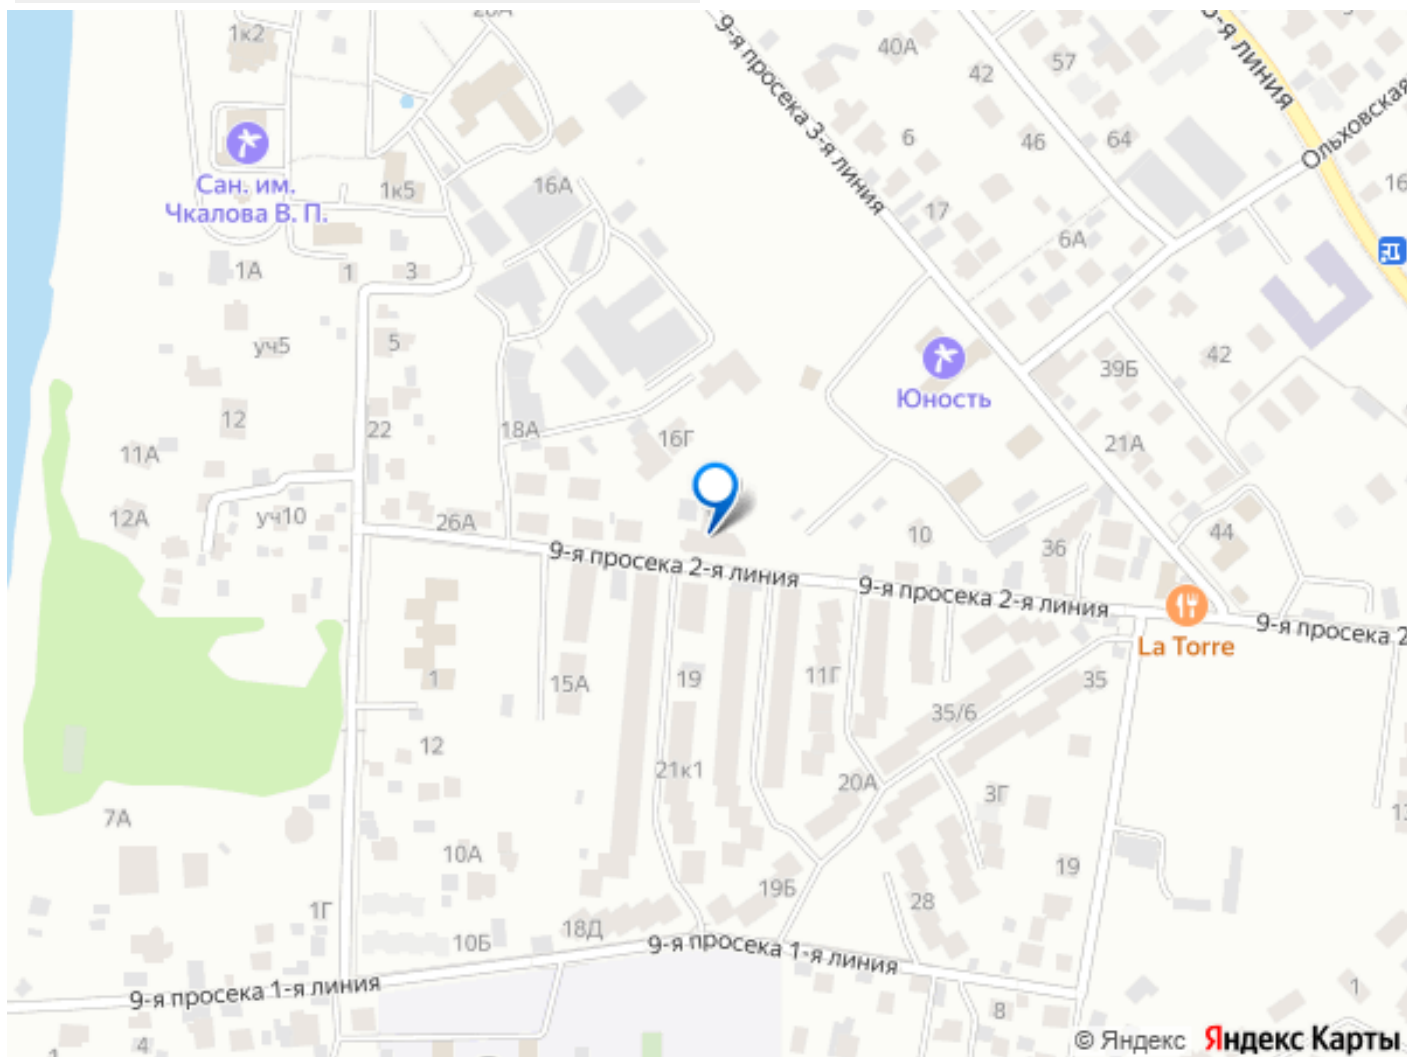 1к2
20А
9-я просека 3-я линия
40А
42
57
5-я линия
Ольховская
6
46
64
16
Сан. им.
Чкалова В. П.
1к5
16А
17
6А
1А
1
3
уч5
5
42
39Б
Юность
12
22
18А
16Г
21А
11А
12А
уч10
26А
10
36
44
9-я просека 2-я линия
9-я просека 2-я линия
9-я просека 2
La Torre
1
15А
19
11Г
35
35/6
12
21к1
20А
3Г
7А
10А
19
19Б
28
1Г
18Д
10Б
9-я просека 1-я линия
9-я просека 1-я линия
1
8
4
© Яндекс Яндекс Карты